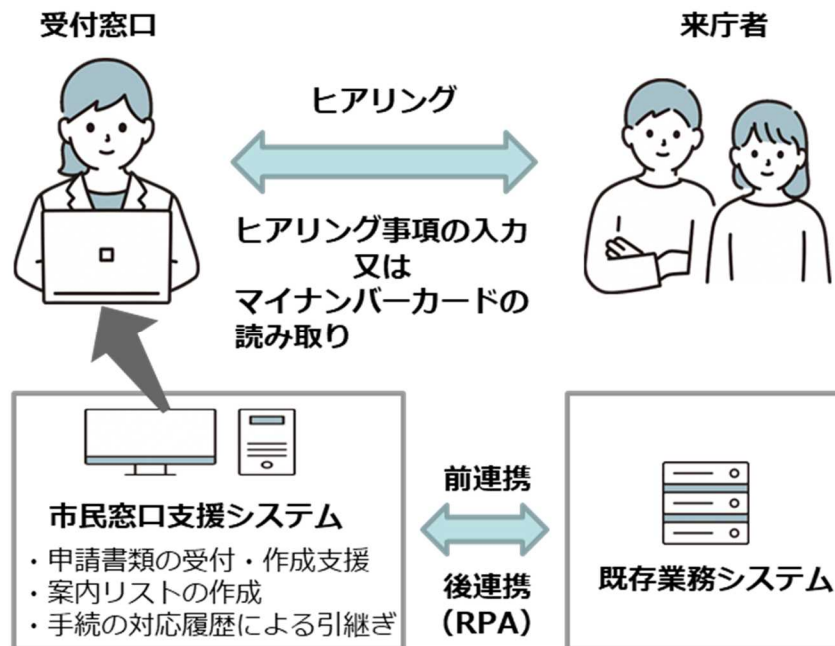 受付窓口
来庁者
ヒアリング
ヒアリング事項の入力
又は
マイナンバーカードの
読み取り
市民窓口支援システム
・申請書類の受付・作成支援
・案内リストの作成
・手続の対応履歴による引継ぎ
前連携
後連携
（RPA）
既存業務システム